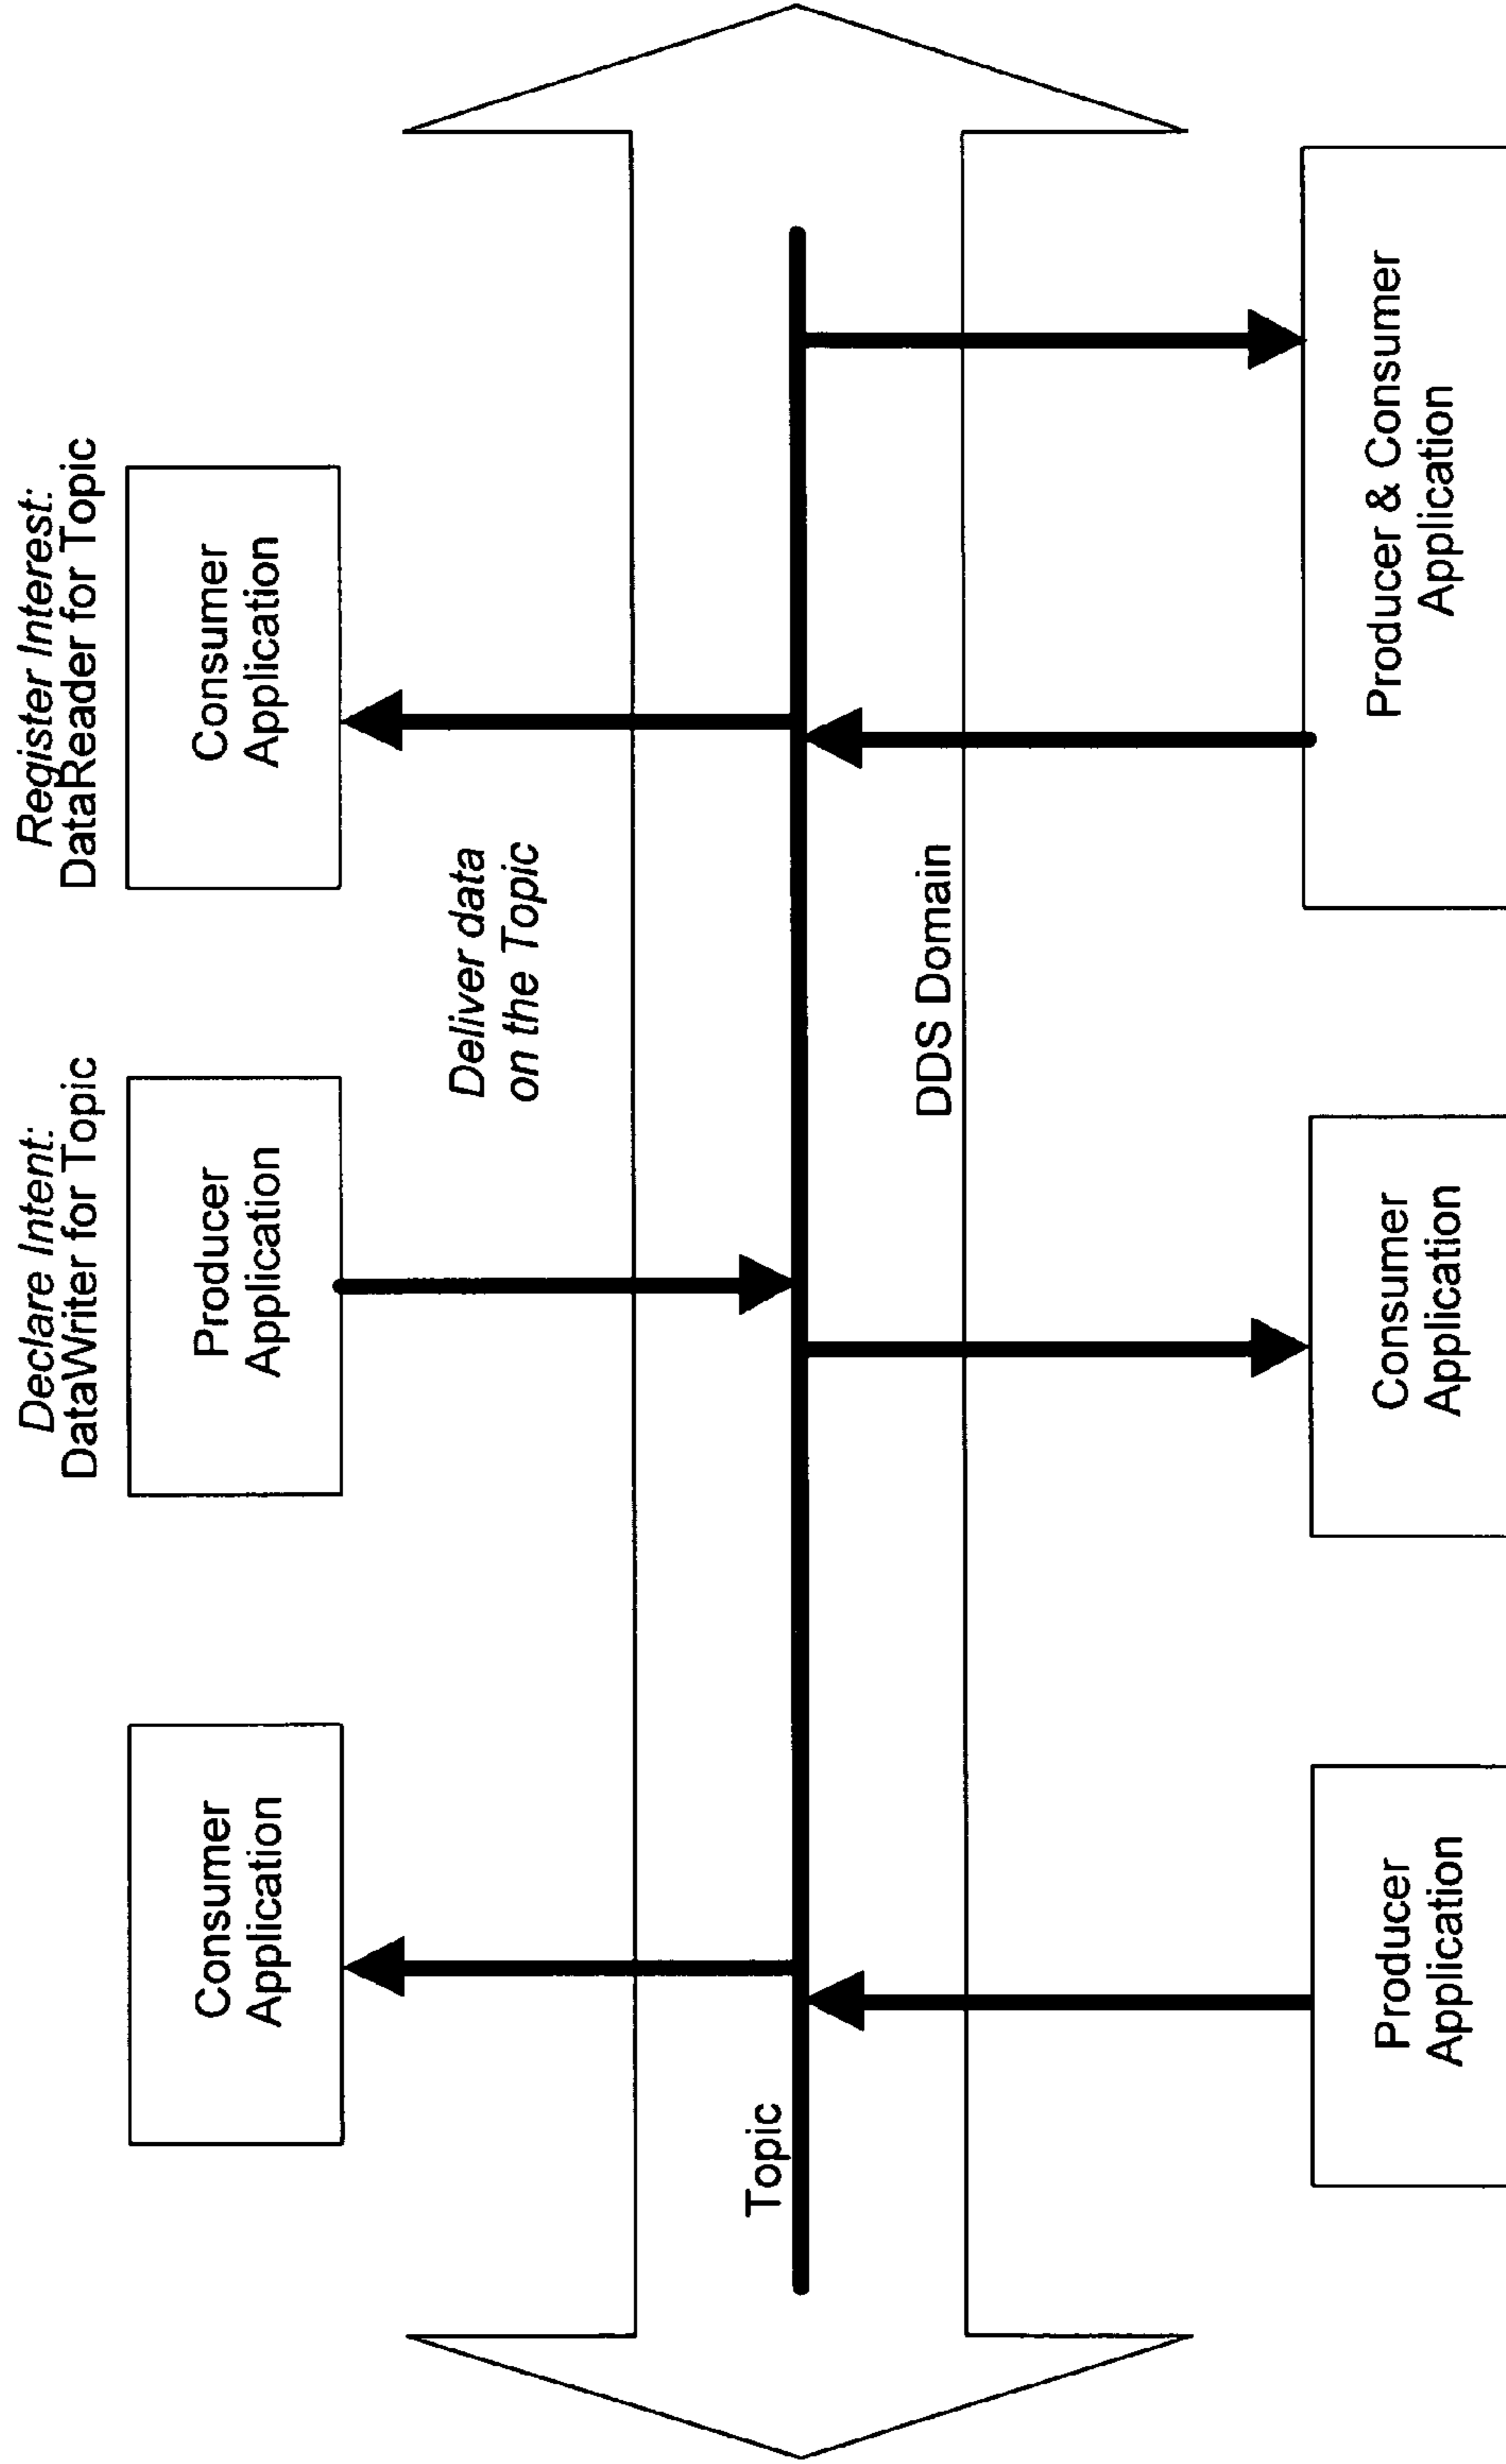 Declare Intent:
DataWriter for Topic
Register Interest:
DataReader for Topic
Consumer
Application
Producer
Application
Consumer
Application
Deliver data
on the Topic
Topic
DDS Domain
Producer
Application
Consumer
Application
Producer & Consumer
Application